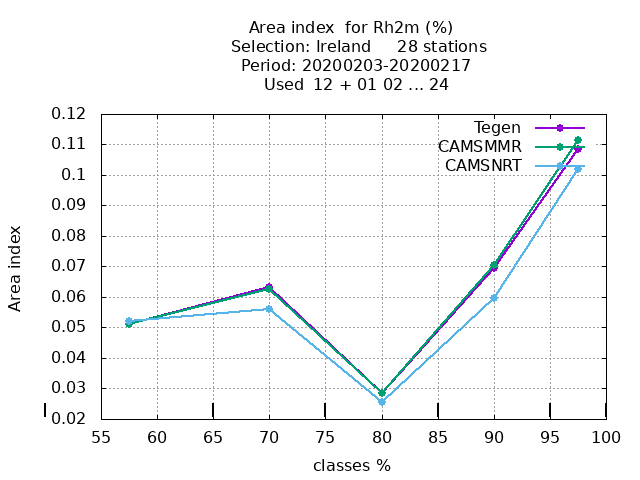 Area index  for Rh2m (%)
Selection: Ireland     28 stations
Period: 20200203-20200217
Used  12 + 01 02 ... 24
0.12
0.11
0.1
0.09
0.08
0.07
0.06
0.05
0.04
0.03
0.02
Area index
Tegen
CAMSMMR
CAMSNRT
55 60 65 70 75 80 85 90 95 100
classes %